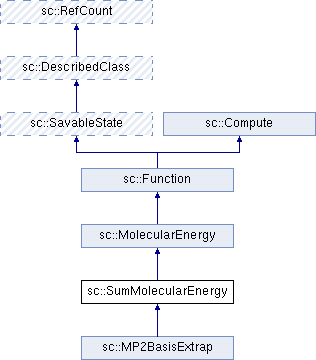 sc::RefCount
sc::DescribedClass
sc::SavableState
sc::Compute
sc::Function
sc::MolecularEnergy
sc::SumMolecularEnergy
sc::MP2BasisExtrap